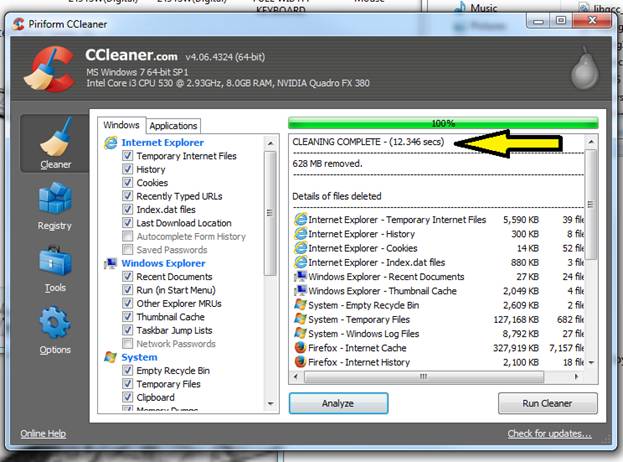 KEYBOARD
Mouse
Music
Pictures
Piriform CCleaner
CCleaner.com v4.06.4324 (64-bit)
MS Windows 7 64-bit SP1
Intel Core i3 CPU 530 @ 2.93GHz, 8.0GB RAM, NVIDIA Quadro FX 380
Cleaner
Registry
Tools
Options
Windows
Applications
Internet Explorer
Temporary Internet Files
History
Cookies
Recently Typed URLs
Index.dat files
Last Download Location
Autocomplete Form History
Saved Passwords
Windows Explorer
Recent Documents
Run (in Start Menu)
Other Explorer MRUs
Thumbnail Cache
Taskbar Jump Lists
Network Passwords
System
Empty Recycle Bin
Temporary Files
Clipboard
Memory Dumps
100%
CLEANING COMPLETE - (12.346 secs)
628 MB removed.
Details of files deleted
Internet Explorer - Temporary Internet Files 5,590 KB 39 file
Internet Explorer - History 300 KB 8 file
Internet Explorer - Cookies 14 KB 52 file
Internet Explorer - Index.dat files 880 KB 3 file
Windows Explorer - Recent Documents 27 KB 24 file
Windows Explorer - Thumbnail Cache 2,049 KB 4 file
System - Empty Recycle Bin 2,609 KB 2 file
System - Temporary Files 127,168 KB 682 file
System - Windows Log Files 8,792 KB 27 file
Firefox - Internet Cache 327,919 KB 7,157 file
Firefox - Internet History 2,100 KB 18 file
Analyze
Run Cleaner
Online Help
Check for updates...